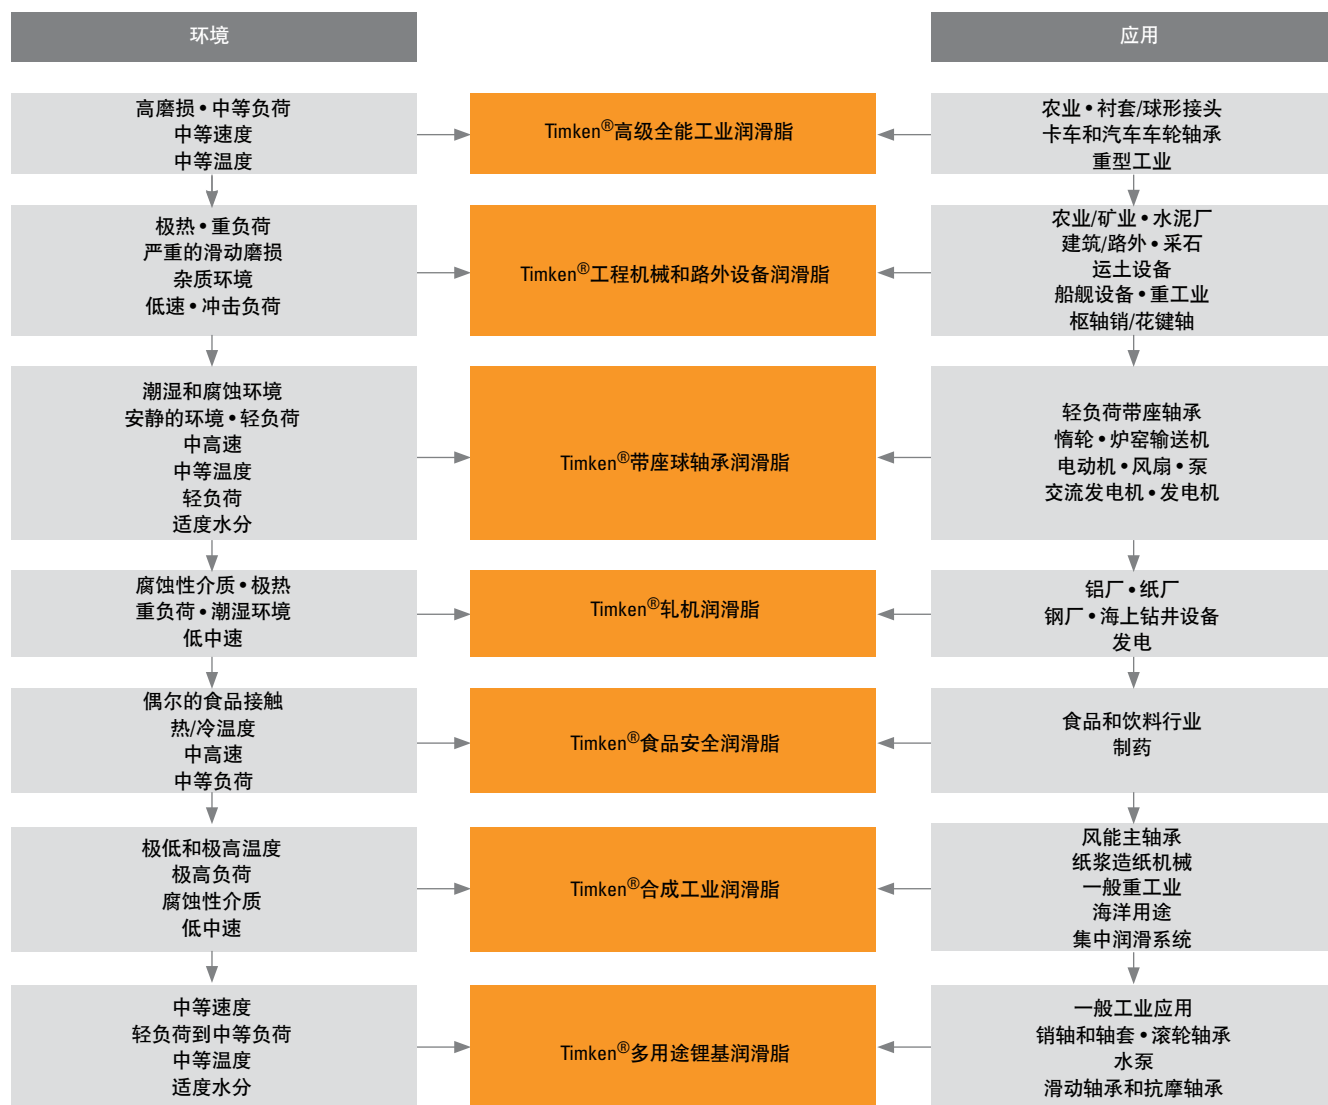 环境
应用
高磨损 • 中等负荷
中等速度
中等温度
Timken®高级全能工业润滑脂
农业 • 衬套/球形接头
卡车和汽车车轮轴承
重型工业
极热 • 重负荷
严重的滑动磨损
杂质环境
低速 • 冲击负荷
Timken®工程机械和路外设备润滑脂
农业/矿业 • 水泥厂
建筑/路外 • 采石
运土设备
船舰设备 • 重工业
枢轴销/花键轴
潮湿和腐蚀环境
安静的环境 • 轻负荷
中高速
中等温度
轻负荷
适度水分
Timken®带座球轴承润滑脂
轻负荷带座轴承
惰轮 • 炉窑输送机
电动机 • 风扇 • 泵
交流发电机 • 发电机
腐蚀性介质 • 极热
重负荷 • 潮湿环境
低中速
Timken®轧机润滑脂
铝厂 • 纸厂
钢厂 • 海上钻井设备
发电
偶尔的食品接触
热/冷温度
中高速
中等负荷
Timken®食品安全润滑脂
食品和饮料行业
制药
极低和极高温度
极高负荷
腐蚀性介质
低中速
Timken®合成工业润滑脂
风能主轴承
纸浆造纸机械
一般重工业
海洋用途
集中润滑系统
中等速度
轻负荷到中等负荷
中等温度
适度水分
Timken®多用途锂基润滑脂
一般工业应用
销轴和轴套 • 滚轮轴承
水泵
滑动轴承和抗摩轴承